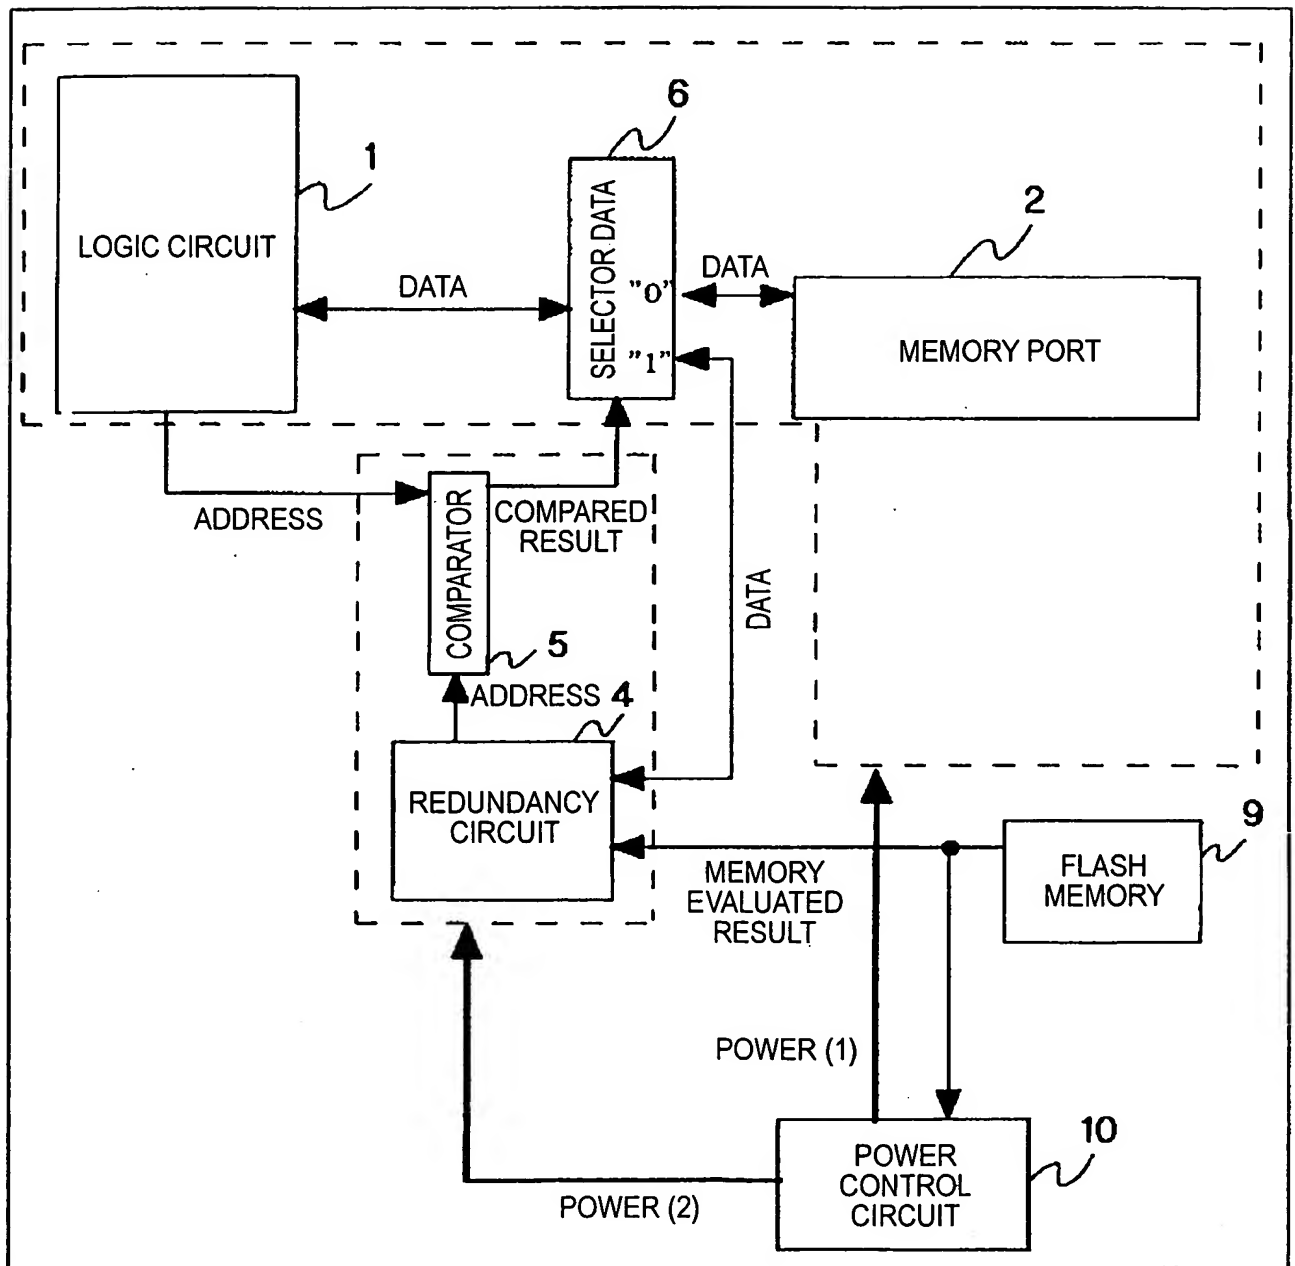 6
1
LOGIC CIRCUIT
SELECTOR DATA
2
DATA
"0"
DATA
"1"
MEMORY PORT
ADDRESS
COMPARATOR
COMPARED
RESULT
DATA
5
ADDRESS
4
REDUNDANCY
CIRCUIT
9
FLASH
MEMORY
MEMORY
EVALUATED
RESULT
POWER (1)
10
POWER
CONTROL
CIRCUIT
POWER (2)